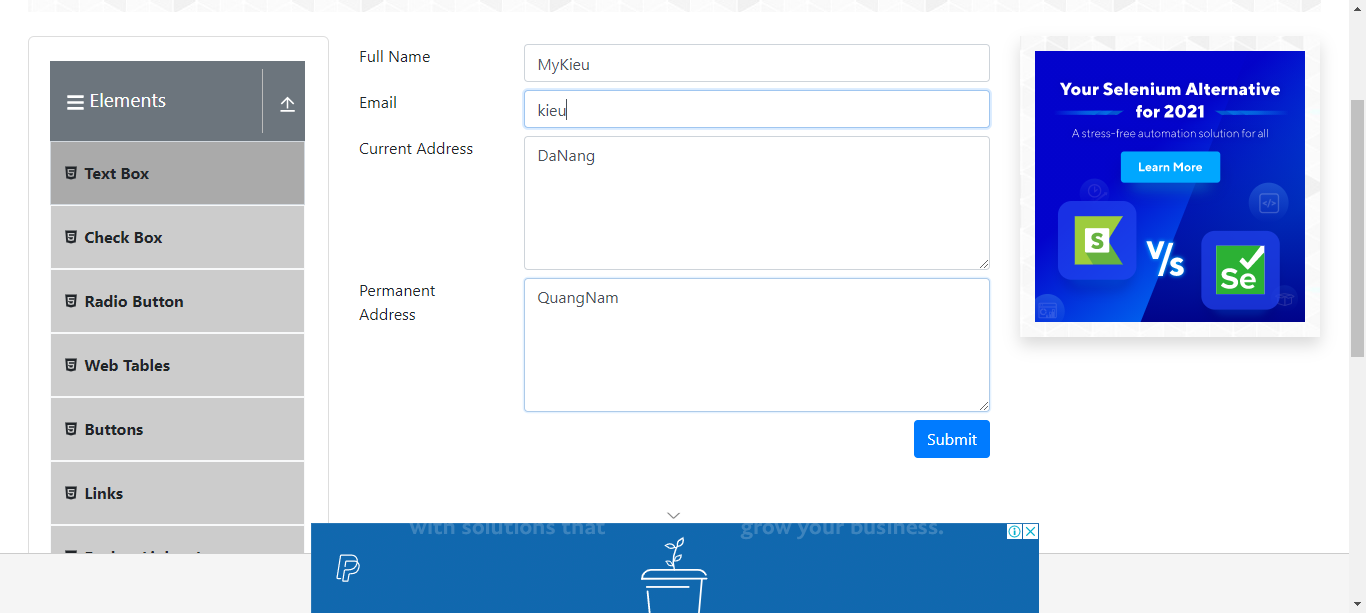 Elements
Text Box
Check Box
Radio Button
Web Tables
Buttons
Links
Full Name
MyKieu
Email
kieu
Current Address
DaNang
Permanent
Address
QuangNam
Submit
Your Selenium Alternative
for 2021
A stress-free automation solution for all
Learn More
S
V/S
Se
with solutions that grow your business.